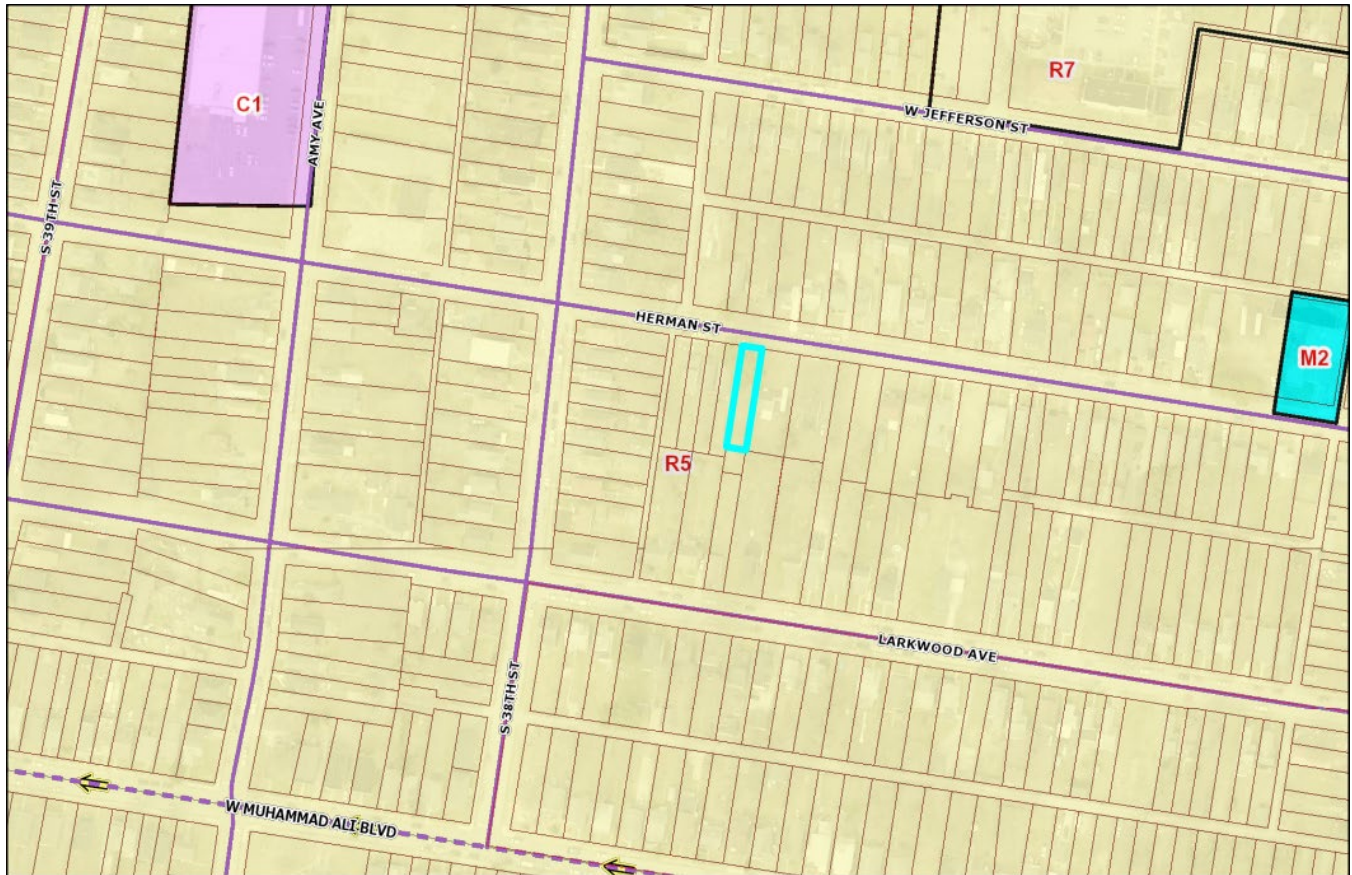 R7
C1
W JEFFERSON ST
AMY AVE
S 39TH ST
HERMAN ST
M2
R5
LARKWOOD AVE
S 38TH ST
W MUHAMMAD ALI BLVD